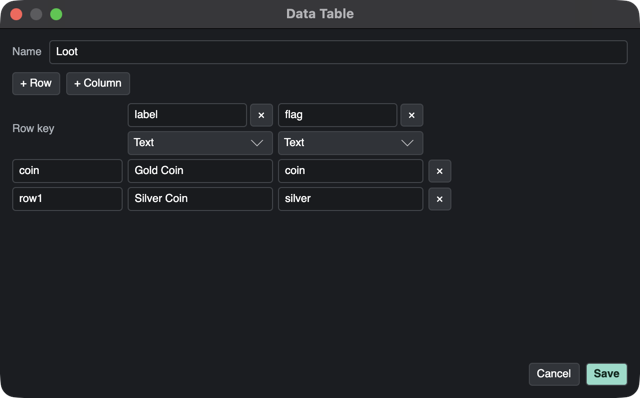 Data Table
Name Loot
+ Row + Column
label × flag ×
Row key
Text Text
coin Gold Coin coin ×
row1 Silver Coin silver ×
Cancel Save